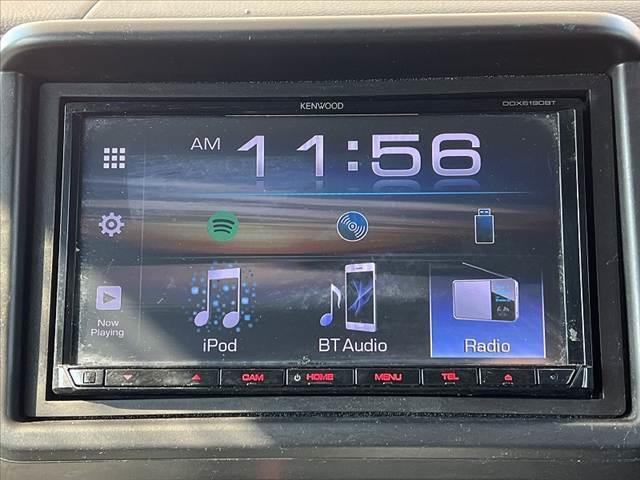 KENWOOD DDX6190BT
AM 11:56
Now
Playing
iPod BT Audio Radio
CAM HOME MENU TEL